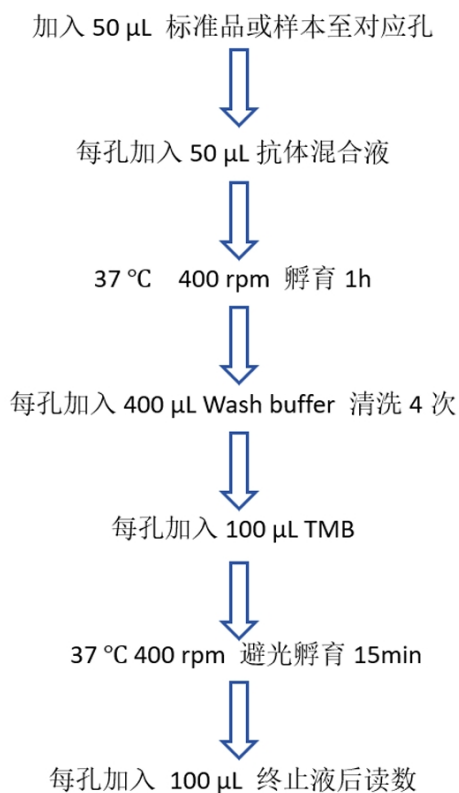 加入 50 μL 标准品或样本至对应孔
每孔加入 50 μL 抗体混合液
37 ℃ 400 rpm 孵育 1h
每孔加入 400 μL Wash buffer 清洗 4 次
每孔加入 100 μL TMB
37 ℃ 400 rpm 避光孵育 15min
每孔加入 100 μL 终止液后读数